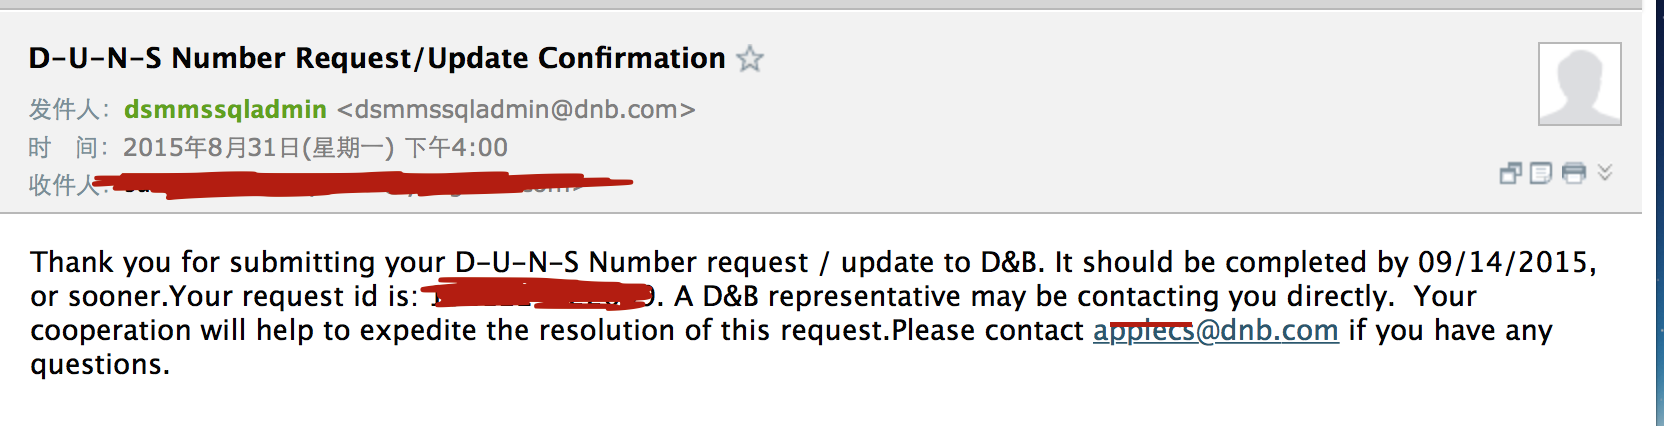 D-U-N-S Number Request/Update Confirmation
发件人: dsmmssqladmin <dsmmssqladmin@dnb.com>
时 间: 2015年8月31日(星期一) 下午4:00
收件人:
Thank you for submitting your D-U-N-S Number request / update to D&B. It should be completed by 09/14/2015,
or sooner.Your request id is: . A D&B representative may be contacting you directly. Your
cooperation will help to expedite the resolution of this request.Please contact applecs@dnb.com if you have any
questions.